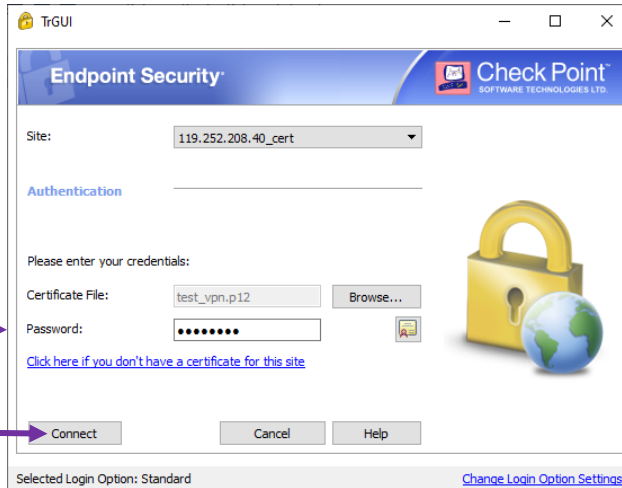 TrGUI
Endpoint Security
Check Point™
SOFTWARE TECHNOLOGIES LTD.
Site: 119.252.208.40_cert
Authentication
Please enter your credentials:
Certificate File: test_vpn.p12 Browse...
Password: ••••••••
Click here if you don't have a certificate for this site
Connect Cancel Help
Selected Login Option: Standard Change Login Option Settings